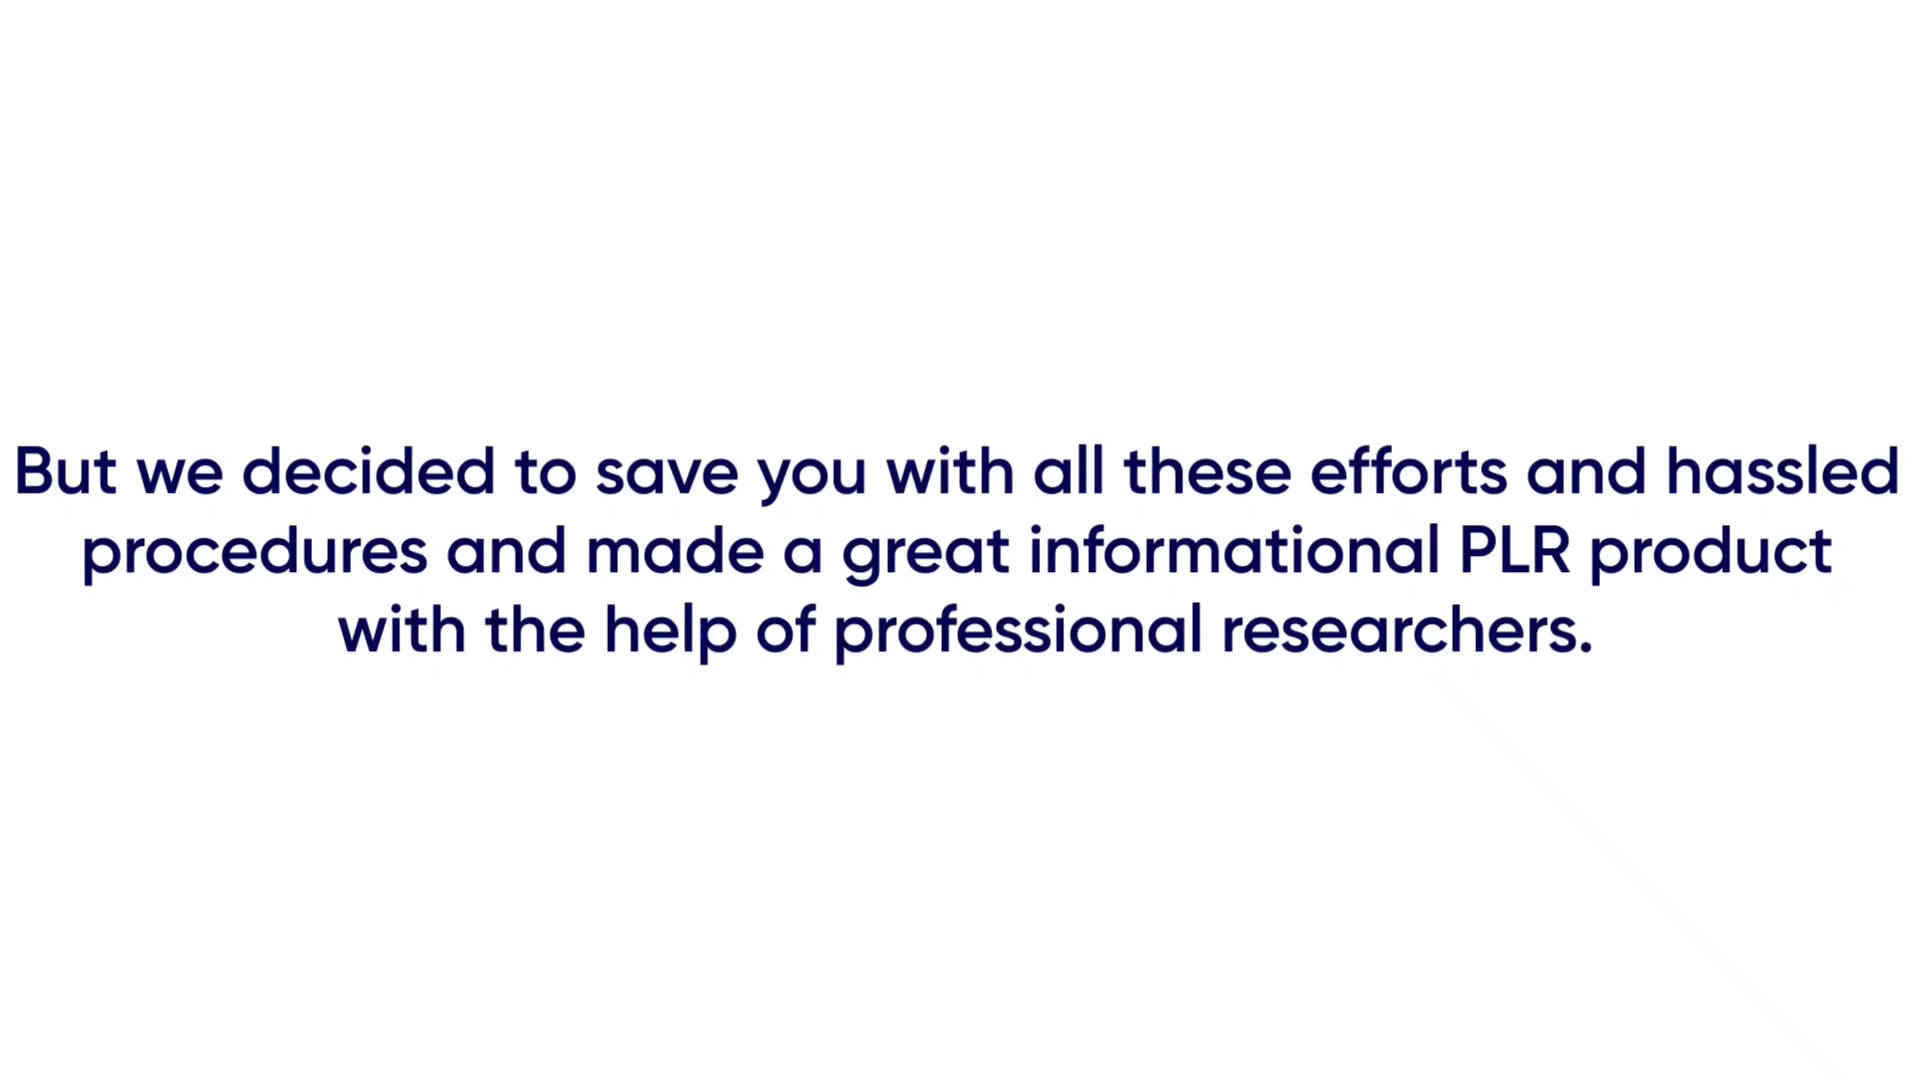 But we decided to save you with all these efforts and hassled
procedures and made a great informational PLR product
with the help of professional researchers.